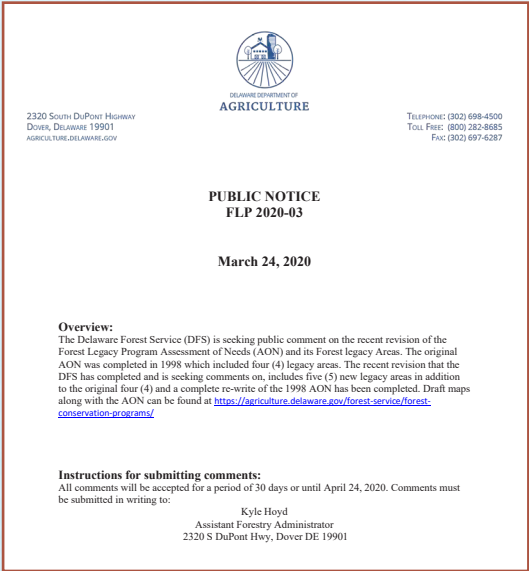 DELAWARE DEPARTMENT OF
AGRICULTURE
2320 SOUTH DUPONT HIGHWAY
DOVER, DELAWARE 19901
AGRICULTURE.DELAWARE.GOV
TELEPHONE: (302) 698-4500
TOLL FREE: (800) 282-8685
FAX: (302) 697-6287
PUBLIC NOTICE
FLP 2020-03
March 24, 2020
Overview:
The Delaware Forest Service (DFS) is seeking public comment on the recent revision of the
Forest Legacy Program Assessment of Needs (AON) and its Forest legacy Areas. The original
AON was completed in 1998 which included four (4) legacy areas. The recent revision that the
DFS has completed and is seeking comments on, includes five (5) new legacy areas in addition
to the original four (4) and a complete re-write of the 1998 AON has been completed. Draft maps
along with the AON can be found at https://agriculture.delaware.gov/forest-service/forest-
conservation-programs/
Instructions for submitting comments:
All comments will be accepted for a period of 30 days or until April 24, 2020. Comments must
be submitted in writing to:
Kyle Hoyd
Assistant Forestry Administrator
2320 S DuPont Hwy, Dover DE 19901